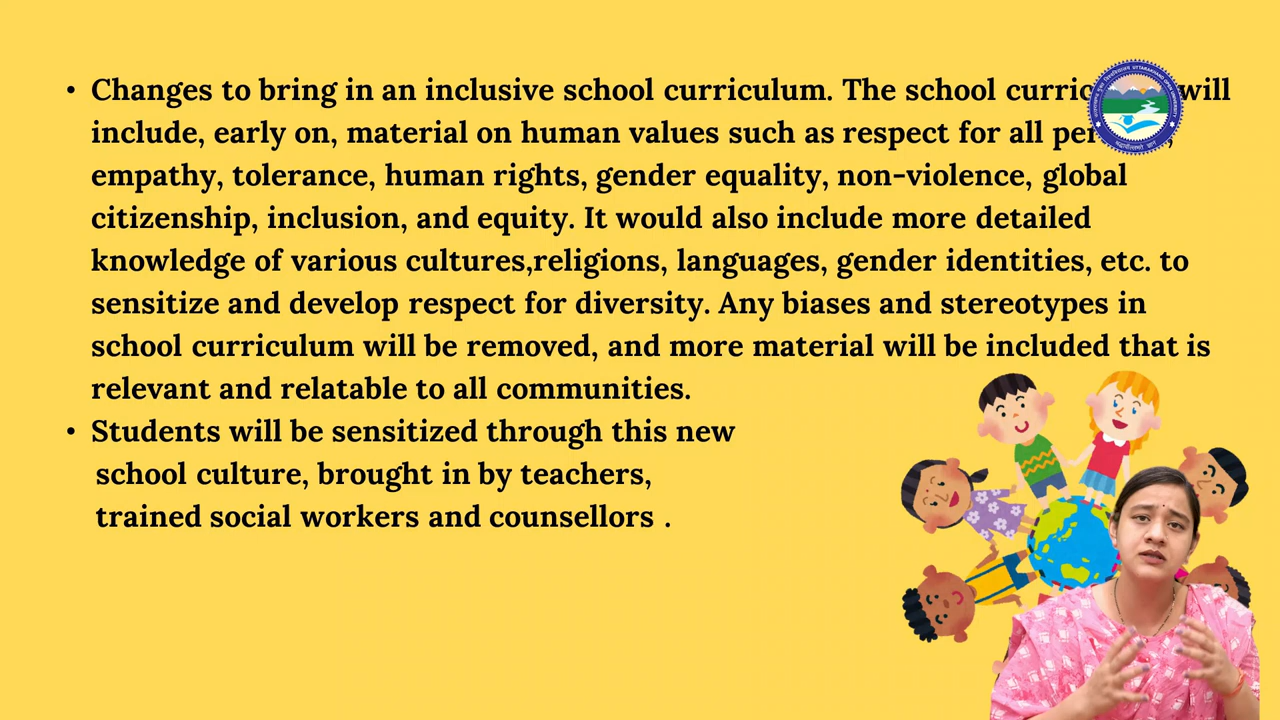 • Changes to bring in an inclusive school curriculum. The school will
include, early on, material on human values such as respect for all
empathy, tolerance, human rights, gender equality, non-violence, global
citizenship, inclusion, and equity. It would also include more detailed
knowledge of various cultures,religions, languages, gender identities, etc. to
sensitize and develop respect for diversity. Any biases and stereotypes in
school curriculum will be removed, and more material will be included that is
relevant and relatable to all communities.
• Students will be sensitized through this new
school culture, brought in by teachers,
trained social workers and counsellors .